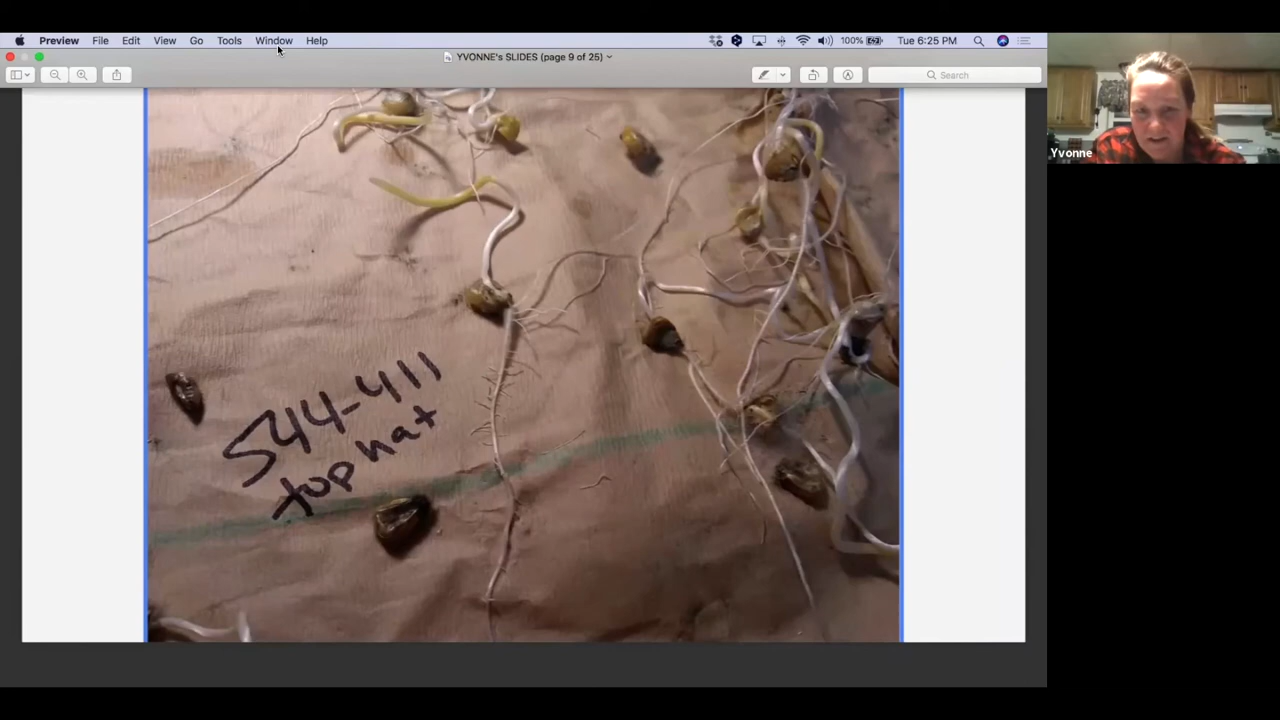 Preview File Edit View Go Tools Window Help 100% Tue 6:25 PM
YVONNE's SLIDES (page 9 of 25)
Search
Yvonne
544-411
top hat